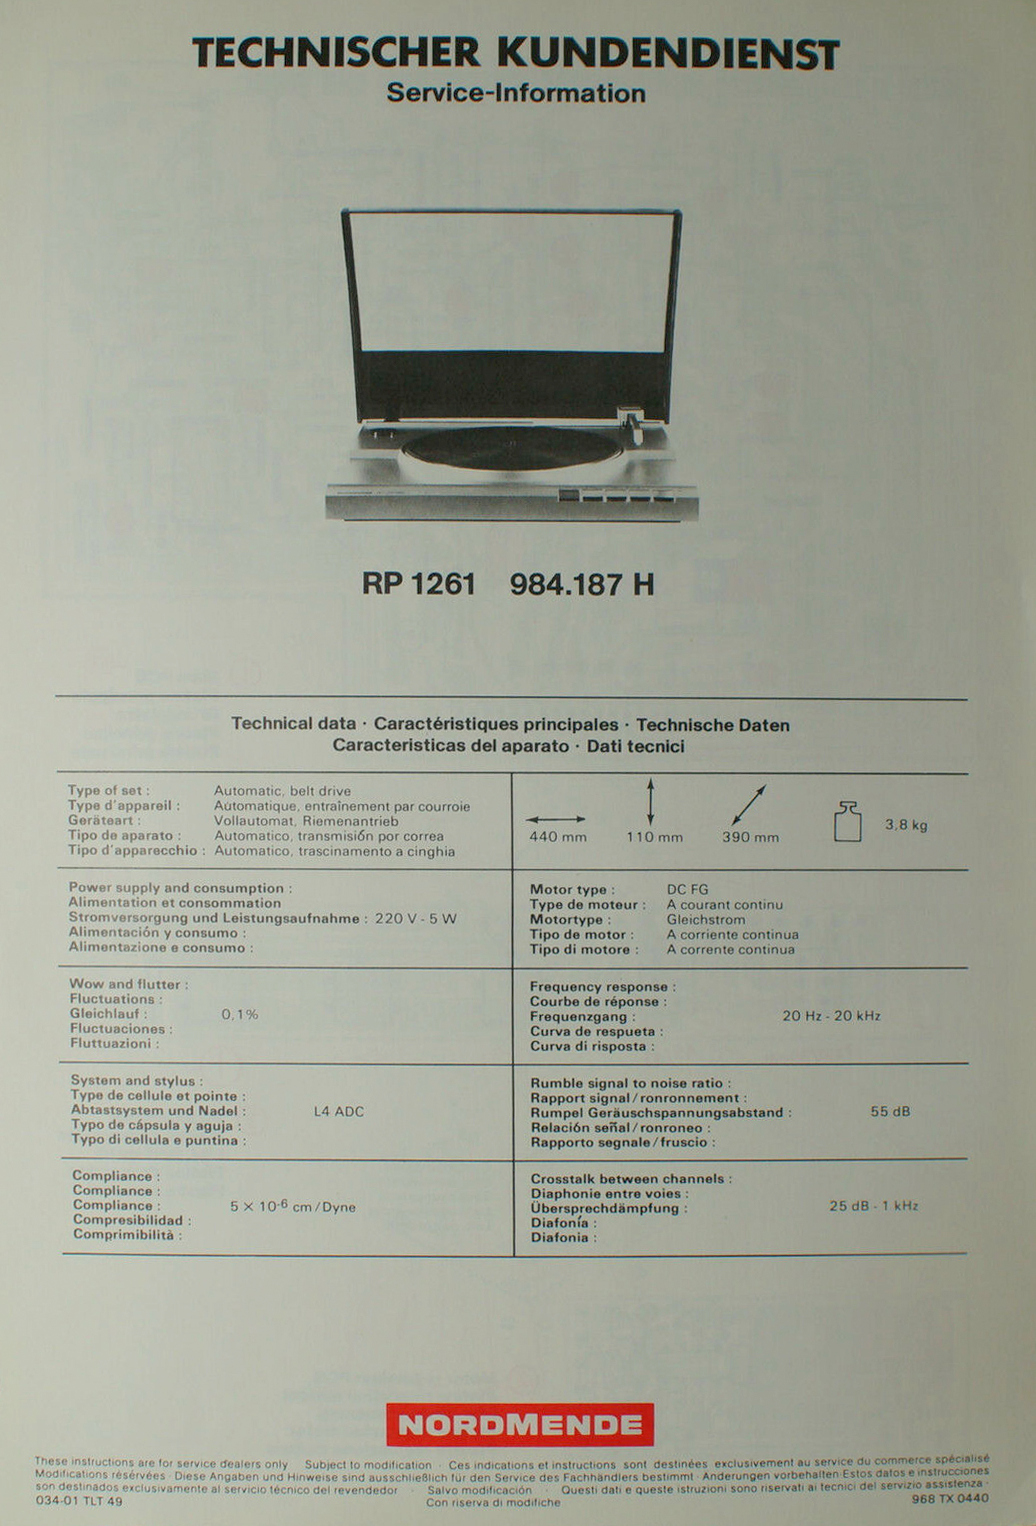 TECHNISCHER KUNDENDIENST
Service-Information
RP 1261 984.187 H
Technical data · Caractéristiques principales · Technische Daten
Caracteristicas del aparato · Dati tecnici
Type of set : Automatic, belt drive
Type d'appareil : Automatique, entraînement par courroie
Geräteart : Vollautomat, Riemenantrieb
Tipo de aparato : Automatico, transmisión por correa
Tipo d'apparecchio : Automatico, trascinamento a cinghia
440 mm 110 mm 390 mm 3,8 kg
Power supply and consumption :
Alimentation et consommation
Stromversorgung und Leistungsaufnahme : 220 V - 5 W
Alimentación y consumo :
Alimentazione e consumo :
Motor type : DC FG
Type de moteur : A courant continu
Motortype : Gleichstrom
Tipo de motor : A corriente continua
Tipo di motore : A corrente continua
Wow and flutter :
Fluctuations :
Gleichlauf : 0,1%
Fluctuaciones :
Fluttuazioni :
Frequency response :
Courbe de réponse :
Frequenzgang : 20 Hz - 20 kHz
Curva de respueta :
Curva di risposta :
System and stylus :
Type de cellule et pointe :
Abtastsystem und Nadel : L4 ADC
Typo de cápsula y aguja :
Typo di cellula e puntina :
Rumble signal to noise ratio :
Rapport signal/ronronnement :
Rumpel Geräuschspannungsabstand : 55 dB
Relación señal/ronroneo :
Rapporto segnale/fruscio :
Compliance :
Compliance :
Compliance : 5 × 10-6 cm/Dyne
Compresibilidad :
Comprimibilità :
Crosstalk between channels :
Diaphonie entre voies :
Übersprechdämpfung : 25 dB - 1 kHz
Diafonía :
Diafonia :
NORDMENDE
These instructions are for service dealers only Subject to modification · Ces indications et instructions sont destinées exclusivement au service du commerce spécialisé
Modifications résérvées · Diese Angaben und Hinweise sind ausschließlich für den Service des Fachhändlers bestimmt · Änderungen vorbehalten · Estos datos e instrucciones
son destinados exclusivamente al servicio técnico del revendedor · Salvo modificación · Questi dati e queste istruzioni sono riservati ai tecnici del servizio assistenza ·
034-01 TLT 49 Con riserva di modifiche 968 TX 0440